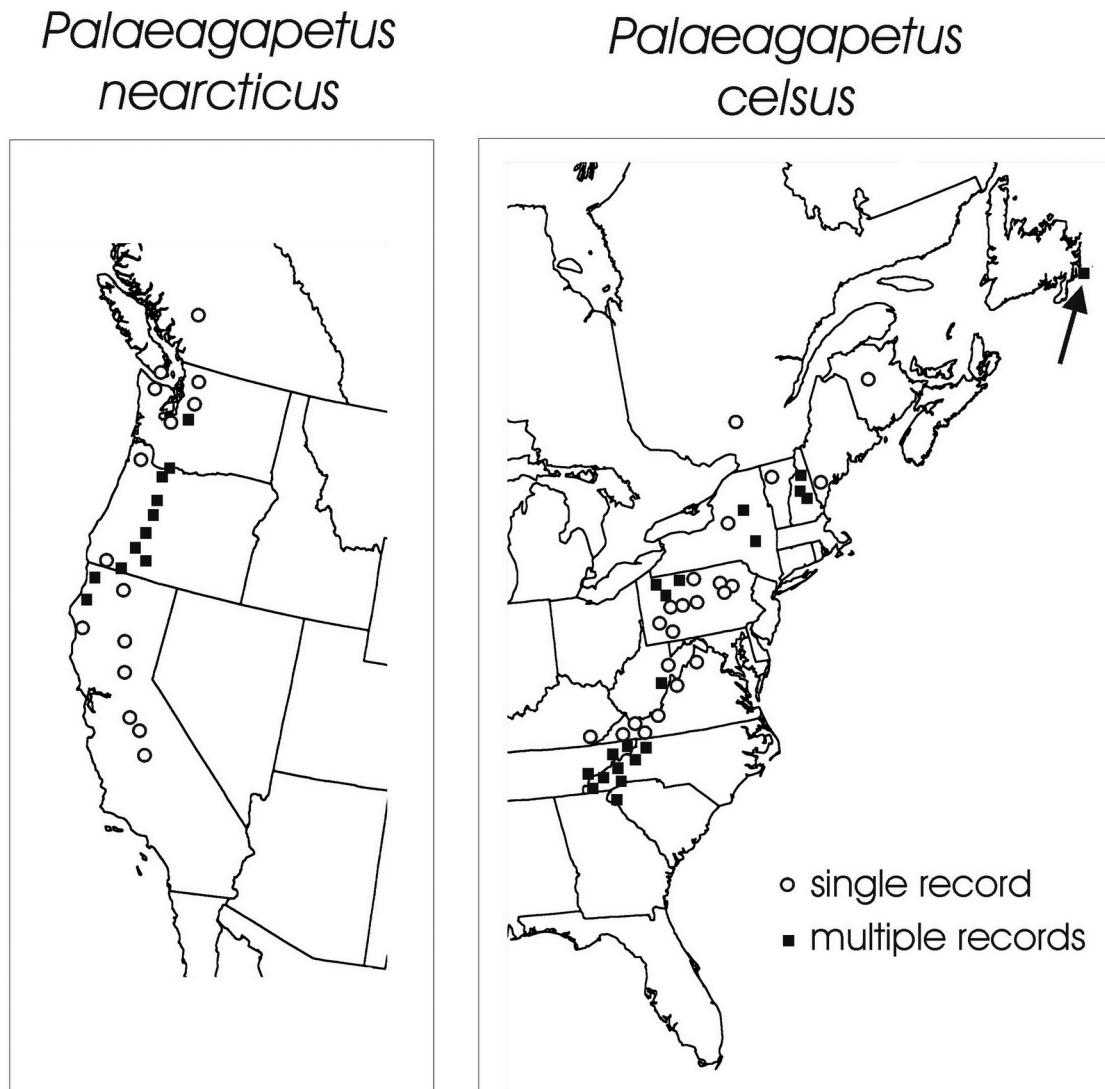 Palaeagapetus
nearcticus
Palaeagapetus
celsus
single record
multiple records